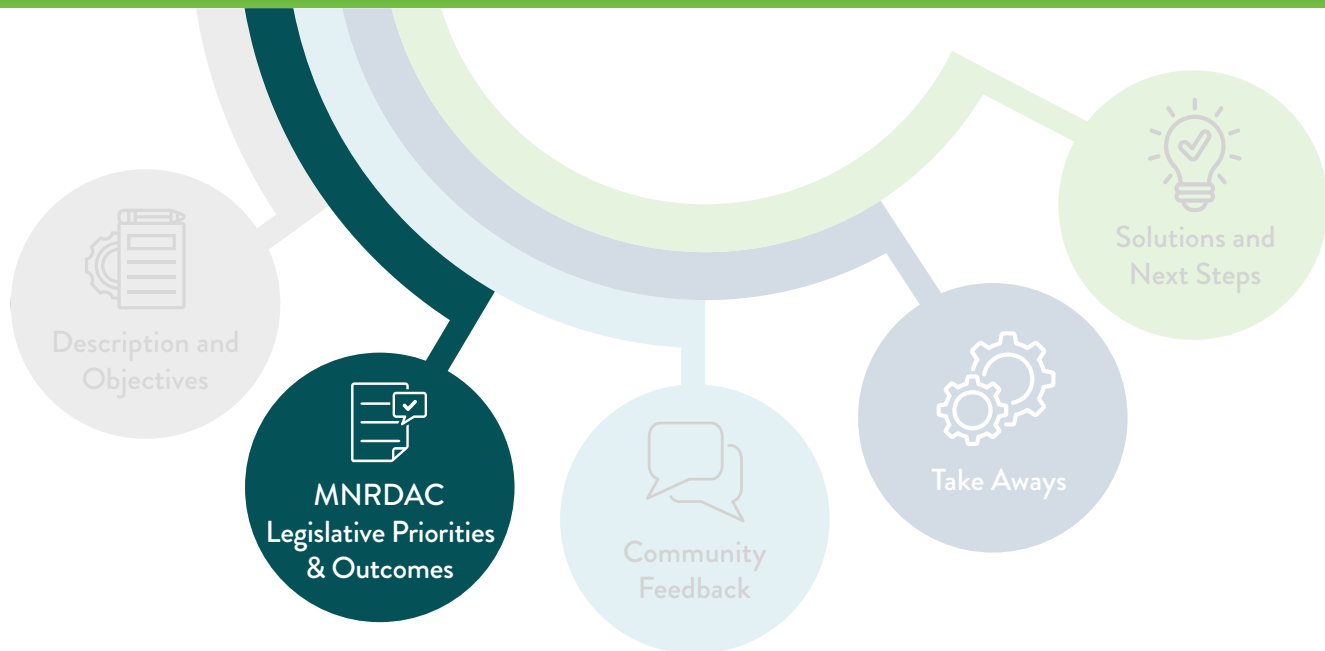 Description and
Objectives
MNRDAC
Legislative Priorities
& Outcomes
Community
Feedback
Take Aways
Solutions and
Next Steps